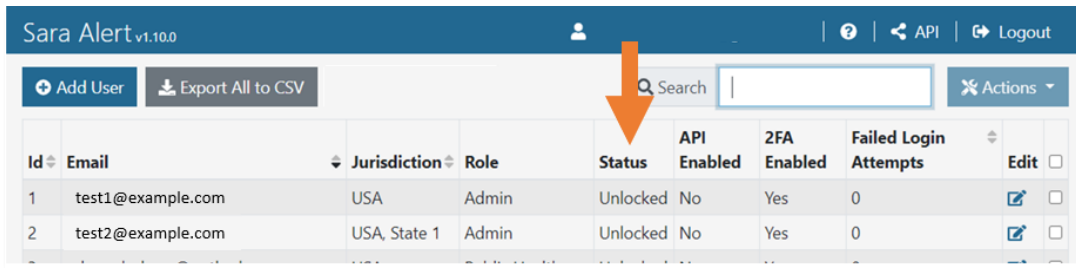 Sara Alert v1.10.0 ? API Logout
Add User Export All to CSV Search Actions
Id Email Jurisdiction Role Status API Enabled 2FA Enabled Failed Login Attempts Edit
1 test1@example.com USA Admin Unlocked No Yes 0
2 test2@example.com USA, State 1 Admin Unlocked No Yes 0